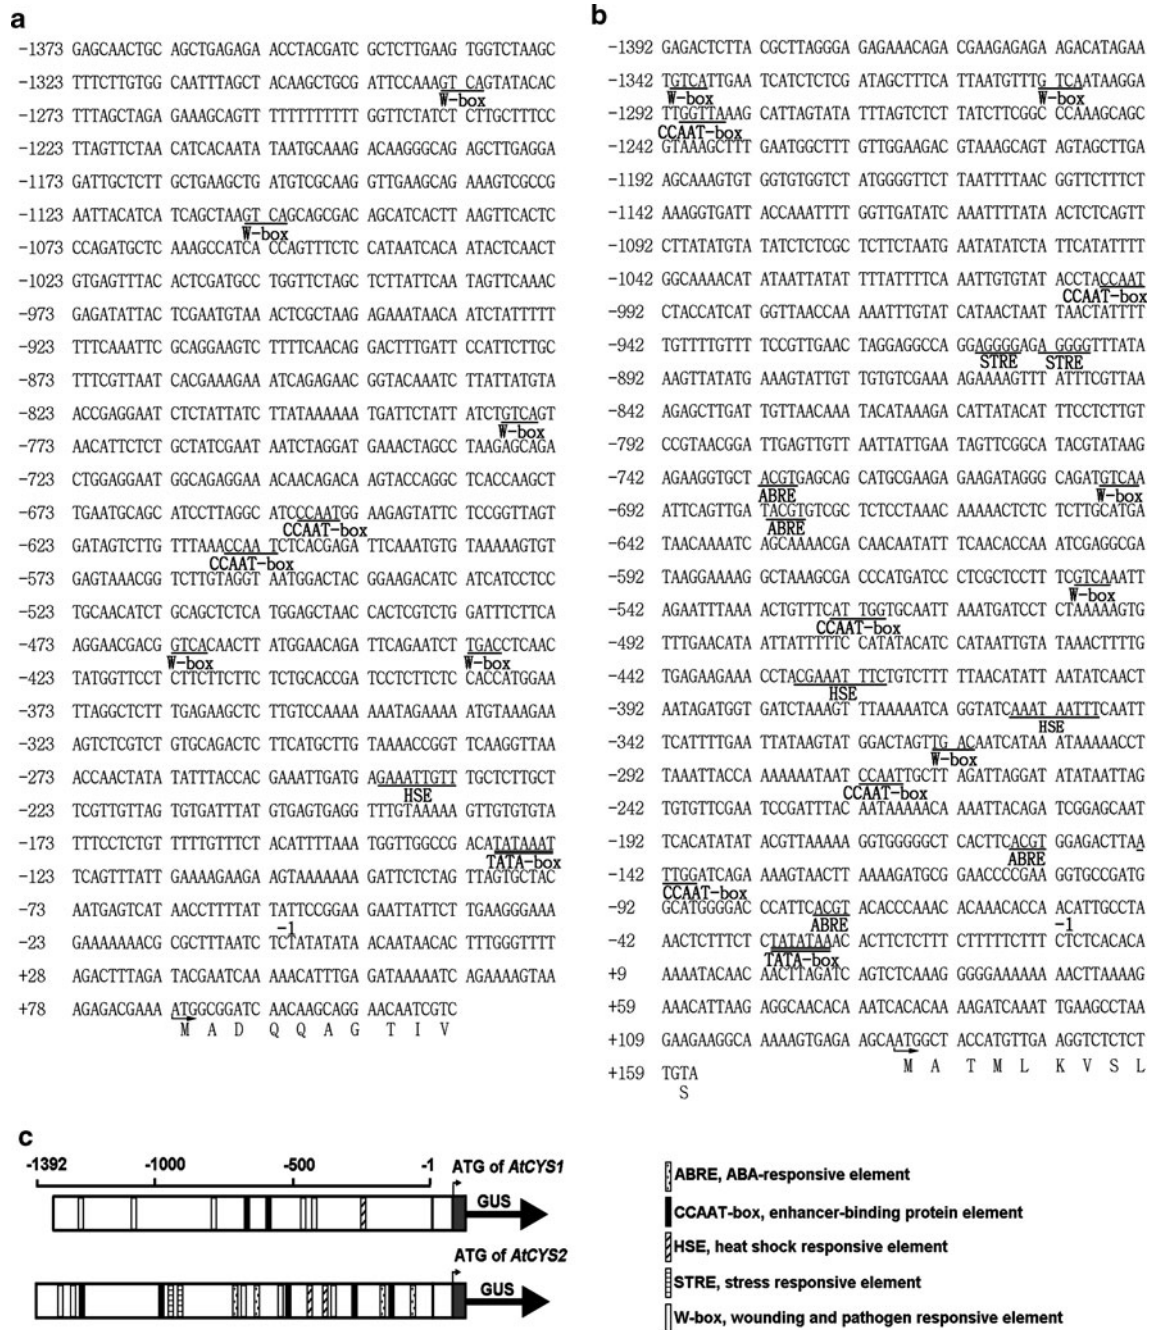 a
-1373 GAGCAACTGC AGCTGAGAGA ACCTACGATC GCTCTTGAAG TGGTCTAAGC
-1323 TTTCTTGTGG CAATTTAGCT ACAAGCTGCG ATTCCAAAGT CAGTATACAC
W-box
-1273 TTTAGCTAGA GAAAGCAGTT TTTTTTTTTT GGTTCTATCT CTTGCTTTCC
-1223 TTAGTTCTAA CATCACAATA TAATGCAAAG ACAAGGGCAG AGCTTGAGGA
-1173 GATTGCTCTT GCTGAAGCTG ATGTCGCAAG GTTGAAGCAG AAAGTCGCCG
-1123 AATTACATCA TCAGCTAAGT CAGCAGCGAC AGCATCACTT AAGTTCACTC
W-box
-1073 CCAGATGCTC AAAGCCATCA CCAGTTTCTC CATAATCACA ATACTCAACT
-1023 GTGAGTTTAC ACTCGATGCC TGGTTCTAGC TCTTATTCAA TAGTTCAAAC
-973 GAGATATTAC TCGAATGTAA ACTCGCTAAG AGAAATAACA ATCTATTTTT
-923 TTTCAAATTC GCAGGAAGTC TTTTCAACAG GACTTTGATT CCATTCTTGC
-873 TTTCGTTAAT CACGAAAGAA ATCAGAGAAC GGTACAAATC TTATTATGTA
-823 ACCGAGGAAT CTCTATTATC TTATAAAAAA TGATTCTATT ATCTGTCAGT
W-box
-773 AACATTCTCT GCTATCGAAT AATCTAGGAT GAAACTAGCC TAAGAGCAGA
-723 CTGGAGGAAT GGCAGAGGAA ACAACAGACA AGTACCAGGC TCACCAAGCT
-673 TGAATGCAGC ATCCTTAGGC ATCCCAATGG AAGAGTATTC TCCGGTTAGT
CCAAT-box
-623 GATAGTCTTG TTTAAACCAA TCTCACGAGA TTCAAATGTG TAAAAAGTGT
CCAAT-box
-573 GAGTAAACGG TCTTGTAGGT AATGGACTAC GGAAGACATC ATCATCCTCC
-523 TGCAACATCT GCAGCTCTCA TGGAGCTAAC CACTCGTCTG GATTTCTTCA
-473 AGGAACGACG GTCACAACTT ATGGAACAGA TTCAGAATCT TGACCTCAAC
W-box W-box
-423 TATGGTTCCT CTTCTTCTTC TCTGCACCGA TCCTCTTCTC CACCATGGAA
-373 TTAGGCTCTT TGAGAAGCTC TTGTCCAAAA AAATAGAAAA ATGTAAAGAA
-323 AGTCTCGTCT GTGCAGACTC TTCATGCTTG TAAAACCGGT TCAAGGTTAA
-273 ACCAACTATA TATTTACCAC GAAATTGATG AGAAATTGTT TGCTCTTGCT
HSE
-223 TCGTTGTTAG TGTGATTTAT GTGAGTGAGG TTTGTAAAAA GTTGTGTGTA
-173 TTTCCTCTGT TTTTGTTTCT ACATTTTAAA TGGTTGGCCG ACATATAAAT
TATA-box
-123 TCAGTTTATT GAAAAGAAGA AGTAAAAAAA GATTCTCTAG TTAGTGCTAC
-73 AATGAGTCAT AACCTTTTAT TATTCCGGAA GAATTATTCT TGAAGGGAAA
-1
-23 GAAAAAAACG CGCTTTAATC TCTATATATA ACAATAACAC TTTGGGTTTT
+28 AGACTTTAGA TACGAATCAA AAACATTTGA GATAAAAATC AGAAAAGTAA
+78 AGAGACGAAA ATGGCGGATC AACAAGCAGG AACAATCGTC
M A D Q Q A G T I V
b
-1392 GAGACTCTTA CGCTTAGGGA GAGAAACAGA CGAAGAGAGA AGACATAGAA
-1342 TGTCATTGAA TCATCTCTCG ATAGCTTTCA TTAATGTTTG TCAATAAGGA
W-box W-box
-1292 TTGGTTAAAG CATTAGTATA TTTAGTCTCT TATCTTCGGC CCAAAGCAGC
CCAAT-box
-1242 GTAAAGCTTT GAATGGCTTT GTTGGAAGAC GTAAAGCAGT AGTAGCTTGA
-1192 AGCAAAGTGT GGTGTGGTCT ATGGGGTTCT TAATTTTAAC GGTTCTTTCT
-1142 AAAGGTGATT ACCAAATTTT GGTTGATATC AAATTTTATA ACTCTCAGTT
-1092 CTTATATGTA TATCTCTCGC TCTTCTAATG AATATATCTA TTCATATTTT
-1042 GGCAAAACAT ATAATTATAT TTTATTTTCA AATTGTGTAT ACCTACCAAT
CCAAT-box
-992 CTACCATCAT GGTTAACCAA AAATTTGTAT CATAACTAAT TAACTATTTT
-942 TGTTTTGTTT TCCGTTGAAC TAGGAGGCCA GGAGGGGAGA GGGGTTTATA
STRE STRE
-892 AAGTTATATG AAAGTATTGT TGTGTCGAAA AGAAAAGTTT ATTTCGTTAA
-842 AGAGCTTGAT TGTTAACAAA TACATAAAGA CATTATACAT TTCCTCTTGT
-792 CCGTAACGGA TTGAGTTGTT AATTATTGAA TAGTTCGGCA TACGTATAAG
-742 AGAAGGTGCT ACGTGAGCAG CATGCGAAGA GAAGATAGGG CAGATGTCAA
ABRE W-box
-692 ATTCAGTTGA TACGTGTCGC TCTCCTAACC AAAAACTCTC TCTTGCATGA
ABRE
-642 TAACAAAATC AGCAAAACGA CAACAATATT TCAACACCAA ATCGAGGCGA
-592 TAAGGAAAAG GCTAAAGCGA CCCATGATCC CTCGCTCCTT TCGTCAAATT
W-box
-542 AGAATTTAAA ACTGTTTCAT TGGTGCAATT AAATGATCCT CTAAAAAGTG
CCAAT-box
-492 TTTGAACATA ATTATTTTTC CATATACATC CATAATTGTA TAAACTTTTG
-442 TGAGAAGAAA CCTACGAAAT TTCTGTCTTT TTAACATATT AATATCAACT
HSE
-392 AATAGATGGT GATCTAAAGT TTAAAAATCA GGTATCAAAT AATTTCAATT
HSE
-342 TCATTTTGAA TTATAAGTAT GGACTAGTTG ACAATCATAA ATAAAAACCT
W-box
-292 TAAATTACCA AAAAAATAAT CCAATTGCTT AGATTAGGAT ATATAATTAG
CCAAT-box
-242 TGTGTTCGAA TCCGATTTAC AATAAAAACA AAATTACAGA TCGGAGCAAT
-192 TCACATATAT ACGTTAAAAA GGTGGGGGCT CACTTCACGT GGAGACTTAA
ABRE
-142 TTGGATCAGA AAAGTAACTT AAAAGATGCG GAACCCCGAA GGTGCCGATG
CCAAT-box
-92 GCATGGGGAC CCATTCACGT ACACCCAAAC ACAAACACCA ACATTGCCTA
ABRE -1
-42 AACTCTTTCT CTATATAAAC ACTTCTCTTT CTTTTTCTTT CTCTCACACA
TATA-box
+9 AAAATACAAC AACTTAGATC AGTCTCAAAG GGGGAAAAAA AACTTAAAAG
+59 AAACATTAAG AGGCAACACA AATCACACAA AAGATCAAAT TGAAGCCTAA
+109 GAAGAAGGCA AAAAGTGAGA AGCAATGGCT ACCATGTTGA AGGTCTCTCT
M A T M L K V S L
+159 TGTA
S
c
-1392 -1000 -500 -1 ATG of AtCYS1
GUS
ATG of AtCYS2
GUS
ABRE, ABA-responsive element
CCAAT-box, enhancer-binding protein element
HSE, heat shock responsive element
STRE, stress responsive element
W-box, wounding and pathogen responsive element